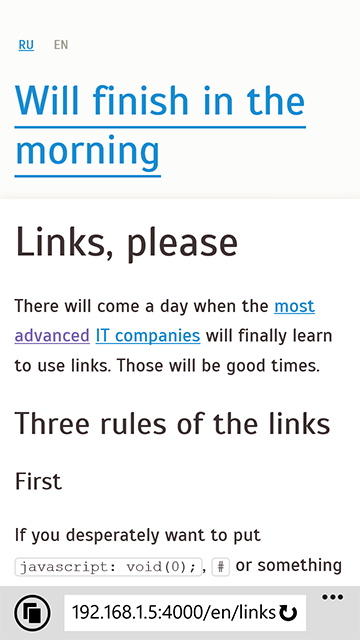 RU EN
Will finish in the
morning
Links, please
There will come a day when the most
advanced IT companies will finally learn
to use links. Those will be good times.
Three rules of the links
First
If you desperately want to put
javascript: void(0);, # or something
192.168.1.5:4000/en/links